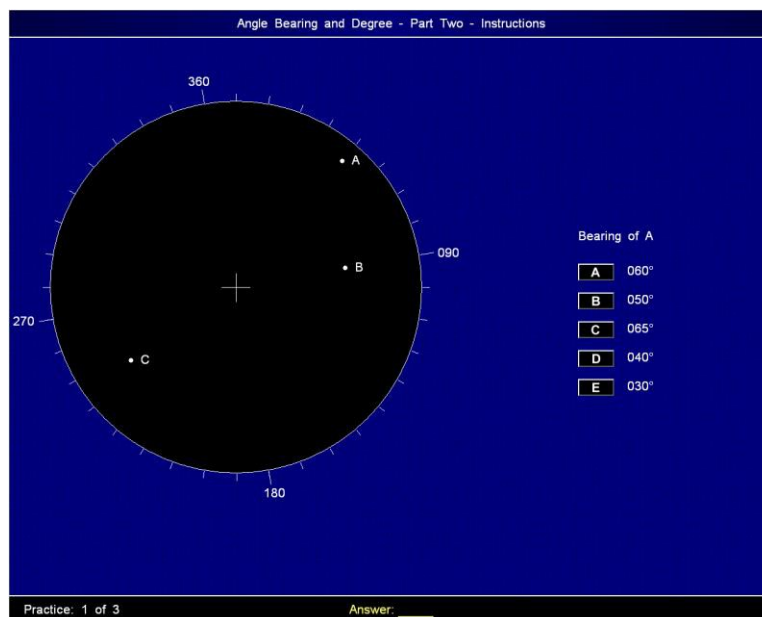 Angle Bearing and Degree - Part Two - Instructions
360
A
090
B
270
C
180
Bearing of A
A 060°
B 050°
C 065°
D 040°
E 030°
Practice: 1 of 3 Answer: ____